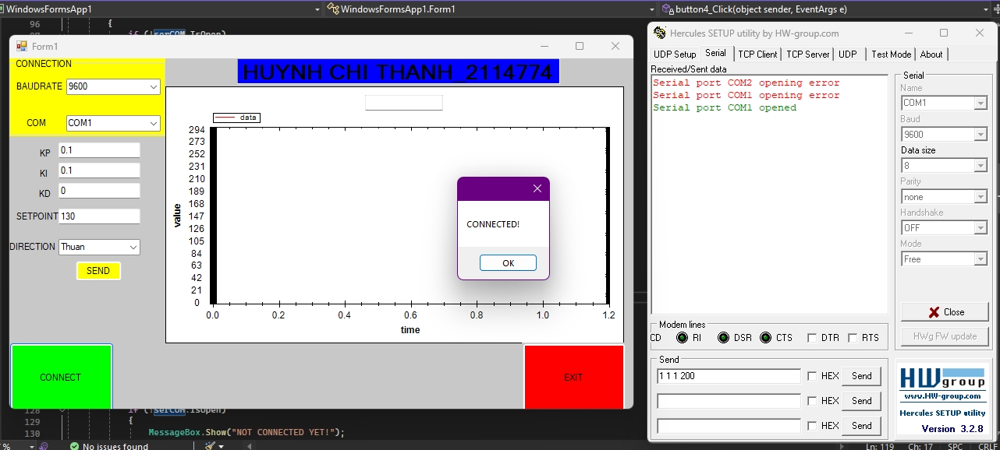 WindowsFormsApp1
WindowsFormsApp1.Form1
button4_Click(object sender, EventArgs e)
96
{
if (!serCOM.IsOpen)
Form1
CONNECTION
BAUDRATE
9600
COM
COM1
KP
0.1
KI
0.1
KD
0
SETPOINT
130
DIRECTION
Thuan
SEND
CONNECT
HUYNH CHI THANH_2114774
data
value
294
273
252
231
210
189
168
147
126
105
84
63
42
21
0
0.0
0.2
0.4
0.6
0.8
1.0
1.2
time
CONNECTED!
OK
EXIT
128
if (!serCOM.IsOpen)
129
{
130
MessageBox.Show("NOT CONNECTED YET!");
%
No issues found
Ln: 119
Ch: 17
SPC
CRLF
Hercules SETUP utility by HW-group.com
UDP Setup
Serial
TCP Client
TCP Server
UDP
Test Mode
About
Received/Sent data
Serial port COM2 opening error
Serial port COM1 opening error
Serial port COM1 opened
Serial
Name
COM1
Baud
9600
Data size
8
Parity
none
Handshake
OFF
Mode
Free
Close
HWg FW update
Modem lines
CD
RI
DSR
CTS
DTR
RTS
Send
1 1 1 200
HEX
Send
HEX
Send
HEX
Send
HW group
www.HW-group.com
Hercules SETUP utility
Version 3.2.8